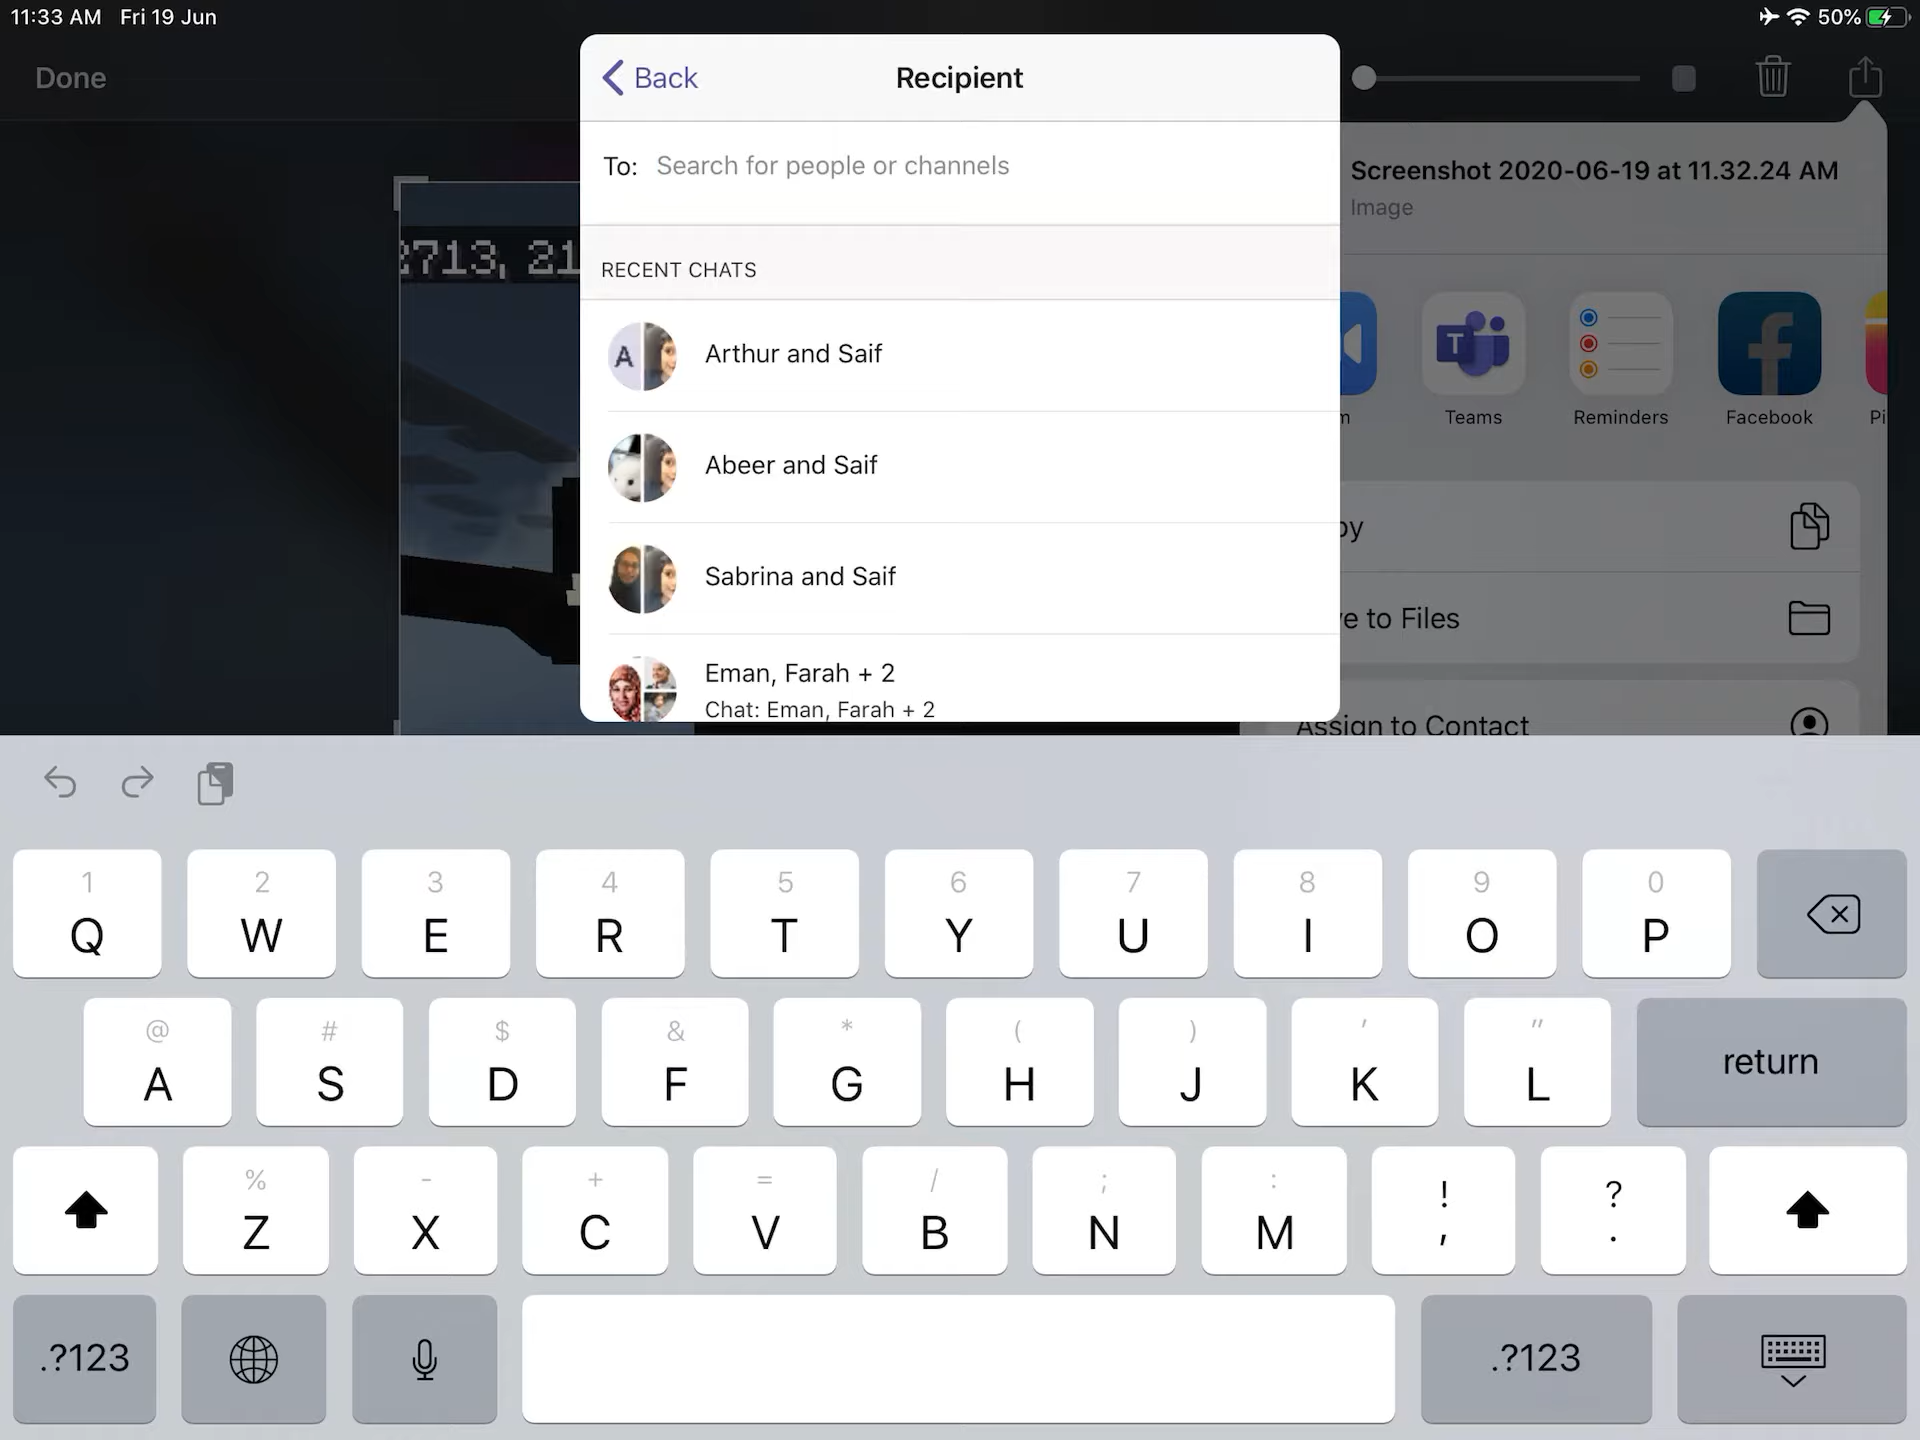 11:33 AM Fri 19 Jun
50%
Done
Back
Recipient
To: Search for people or channels
RECENT CHATS
A
Arthur and Saif
Abeer and Saif
Sabrina and Saif
Eman, Farah + 2
Chat: Eman, Farah + 2
2713, 21
Screenshot 2020-06-19 at 11.32.24 AM
Image
T
m
Teams
Reminders
f
Facebook
Pi
py
ve to Files
Assign to Contact
1 2 3 4 5 6 7 8 9 0
Q W E R T Y U I O P
@ # $ & * ( ) ' "
A S D F G H J K L return
% - + = / ; : ! ?
Z X C V B N M , .
.?123 .?123